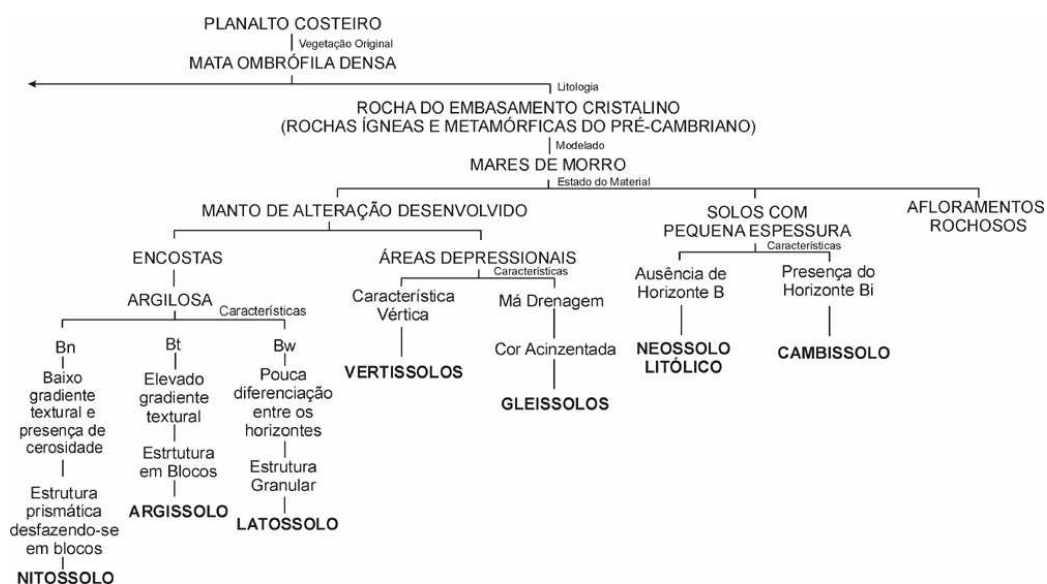 PLANALTO COSTEIRO
Vegetação Original
MATA OMBRÓFILA DENSA
Litologia
ROCHA DO EMBASAMENTO CRISTALINO
(ROCHAS ÍGNEAS E METAMÓRFICAS DO PRÉ-CAMBRIANO)
Modelado
MARES DE MORRO
Estado do Material
MANTO DE ALTERAÇÃO DESENVOLVIDO
ENCOSTAS
ARGILOSA
Características
Bn
Baixo
gradiente
textural e
presença de
cerosidade
Estrutura
prismática
desfazendo-se
em blocos
NITOSSOLO
Bt
Elevado
gradiente
textural
Estrtutura
em Blocos
ARGISSOLO
Bw
Pouca
diferenciação
entre os
horizontes
Estrutura
Granular
LATOSSOLO
ÁREAS DEPRESSIONAIS
Características
Característica
Vértica
VERTISSOLOS
Má Drenagem
Cor Acinzentada
GLEISSOLOS
SOLOS COM
PEQUENA ESPESSURA
Características
Ausência de
Horizonte B
NEOSSOLO
LITÓLICO
Presença do
Horizonte Bi
CAMBISSOLO
AFLORAMENTOS
ROCHOSOS